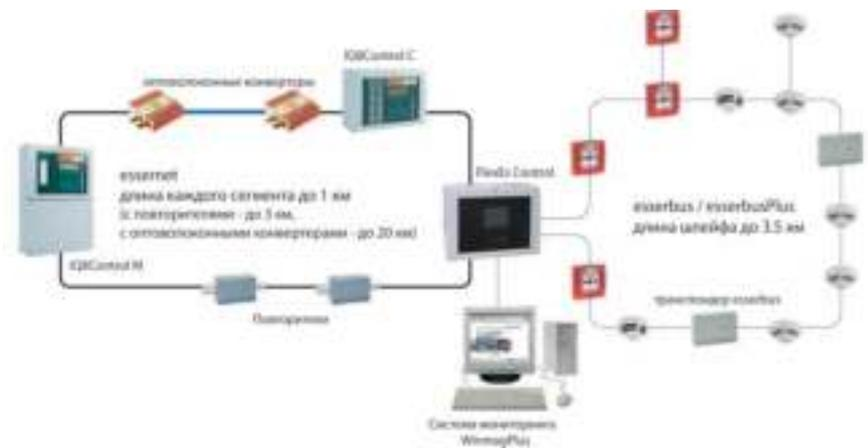 IQ8Control C
оптоволоконные конвертеры
essernet
длина каждого сегмента до 1 км
(с повторителями - до 3 км,
с оптоволоконными конверторами - до 20 км)
IQ8Control M
Повторители
FlexEs Control
esserbus / esserbusPlus
длина шлейфа до 3.5 км
транспондер esserbus
Система мониторинга
WinmagPlus